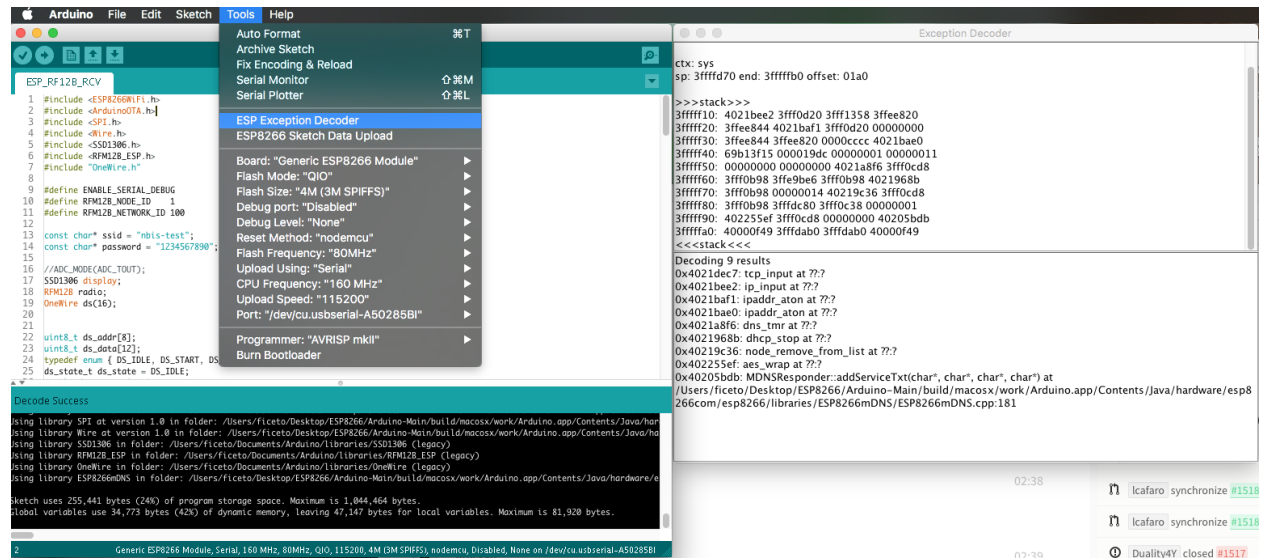 Arduino File Edit Sketch Tools Help
Auto Format ⌘T
Archive Sketch
Fix Encoding & Reload
Serial Monitor ⇧⌘M
Serial Plotter ⇧⌘L
ESP Exception Decoder
ESP8266 Sketch Data Upload
Board: "Generic ESP8266 Module"
Flash Mode: "QIO"
Flash Size: "4M (3M SPIFFS)"
Debug port: "Disabled"
Debug Level: "None"
Reset Method: "nodemcu"
Flash Frequency: "80MHz"
Upload Using: "Serial"
CPU Frequency: "160 MHz"
Upload Speed: "115200"
Port: "/dev/cu.usbserial-A50285BI"
Programmer: "AVRISP mkII"
Burn Bootloader
ESP_RF12B_RCV
1 #include <ESP8266WiFi.h>
2 #include <ArduinoOTA.h>
3 #include <SPI.h>
4 #include <Wire.h>
5 #include <SSD1306.h>
6 #include <RFM12B_ESP.h>
7 #include "OneWire.h"
8
9 #define ENABLE_SERIAL_DEBUG
10 #define RFM12B_NODE_ID 1
11 #define RFM12B_NETWORK_ID 100
12
13 const char* ssid = "nbis-test";
14 const char* password = "1234567890";
15
16 //ADC_MODE(ADC_TOUT);
17 SSD1306 display;
18 RFM12B radio;
19 OneWire ds(16);
20
21
22 uint8_t ds_addr[8];
23 uint8_t ds_data[12];
24 typedef enum { DS_IDLE, DS_START, DS
25 ds_state_t ds_state = DS_IDLE;
Decode Success
Using library SPI at version 1.0 in folder: /Users/ficeto/Desktop/ESP8266/Arduino-Main/build/macosx/work/Arduino.app/Contents/Java/har
Using library Wire at version 1.0 in folder: /Users/ficeto/Desktop/ESP8266/Arduino-Main/build/macosx/work/Arduino.app/Contents/Java/ha
Using library SSD1306 in folder: /Users/ficeto/Documents/Arduino/libraries/SSD1306 (legacy)
Using library RFM12B_ESP in folder: /Users/ficeto/Documents/Arduino/libraries/RFM12B_ESP (legacy)
Using library OneWire in folder: /Users/ficeto/Documents/Arduino/libraries/OneWire (legacy)
Using library ESP8266mDNS in folder: /Users/ficeto/Desktop/ESP8266/Arduino-Main/build/macosx/work/Arduino.app/Contents/Java/hardware/e
Sketch uses 255,441 bytes (24%) of program storage space. Maximum is 1,044,464 bytes.
Global variables use 34,773 bytes (42%) of dynamic memory, leaving 47,147 bytes for local variables. Maximum is 81,920 bytes.
2 Generic ESP8266 Module, Serial, 160 MHz, 80MHz, QIO, 115200, 4M (3M SPIFFS), nodemcu, Disabled, None on /dev/cu.usbserial-A50285BI
Exception Decoder
ctx: sys
sp: 3ffffd70 end: 3fffffb0 offset: 01a0
>>>stack>>>
3fffff10: 4021bee2 3fff0d20 3fff1358 3ffee820
3fffff20: 3ffee844 4021baf1 3fff0d20 00000000
3fffff30: 3ffee844 3ffee820 0000cccc 4021bae0
3fffff40: 69b13f15 000019dc 00000001 00000011
3fffff50: 00000000 00000000 4021a8f6 3fff0cd8
3fffff60: 3fff0b98 3ffe9be6 3fff0b98 4021968b
3fffff70: 3fff0b98 00000014 40219c36 3fff0cd8
3fffff80: 3fff0b98 3fffdc80 3fff0c38 00000001
3fffff90: 402255ef 3fff0cd8 00000000 40205bdb
3fffffa0: 40000f49 3fffdab0 3fffdab0 40000f49
<<<stack<<<
Decoding 9 results
0x4021dec7: tcp_input at ??:?
0x4021bee2: ip_input at ??:?
0x4021baf1: ipaddr_aton at ??:?
0x4021bae0: ipaddr_aton at ??:?
0x4021a8f6: dns_tmr at ??:?
0x4021968b: dhcp_stop at ??:?
0x40219c36: node_remove_from_list at ??:?
0x402255ef: aes_wrap at ??:?
0x40205bdb: MDNSResponder::addServiceTxt(char*, char*, char*, char*) at
/Users/ficeto/Desktop/ESP8266/Arduino-Main/build/macosx/work/Arduino.app/Contents/Java/hardware/esp8
266com/esp8266/libraries/ESP8266mDNS/ESP8266mDNS.cpp:181
02:38
lcafaro synchronize #1518
lcafaro synchronize #1518
02:39
Duality4Y closed #1517